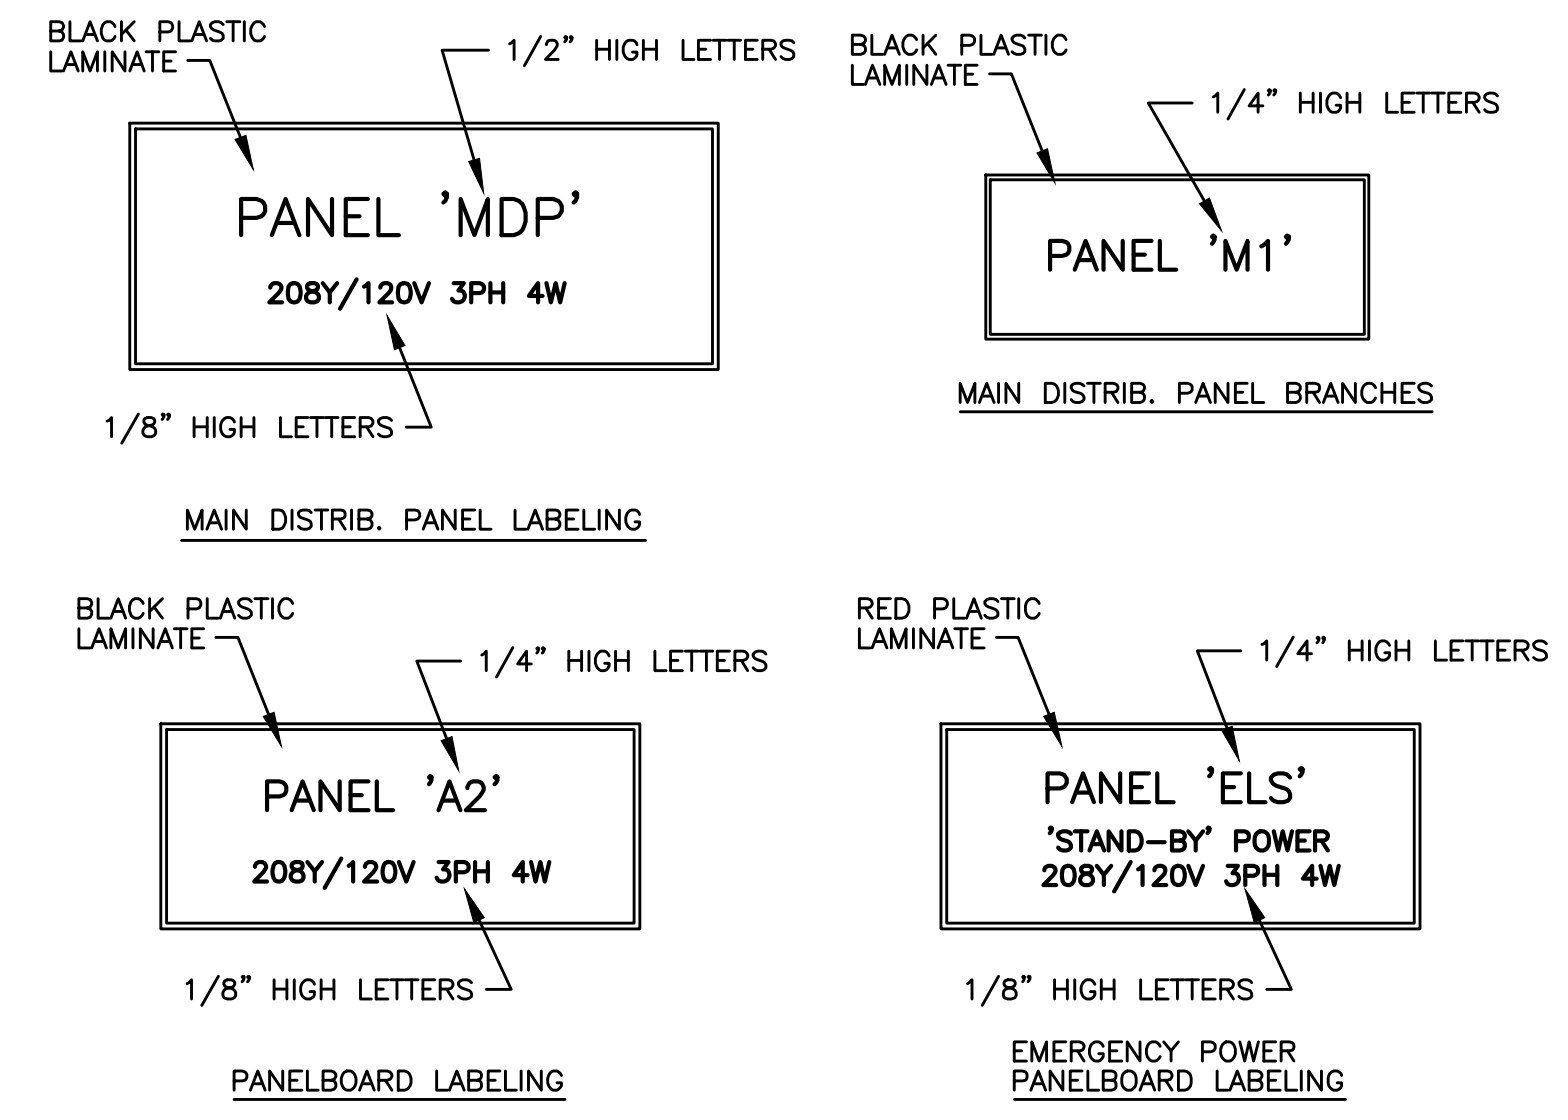 BLACK PLASTIC
LAMINATE
1/2” HIGH LETTERS
PANEL ’MDP’
208Y/120V 3PH 4W
1/8” HIGH LETTERS
MAIN DISTRIB. PANEL LABELING
BLACK PLASTIC
LAMINATE
1/4” HIGH LETTERS
PANEL ’M1’
MAIN DISTRIB. PANEL BRANCHES
BLACK PLASTIC
LAMINATE
1/4” HIGH LETTERS
PANEL ’A2’
208Y/120V 3PH 4W
1/8” HIGH LETTERS
PANELBOARD LABELING
RED PLASTIC
LAMINATE
1/4” HIGH LETTERS
PANEL ’ELS’
’STAND-BY’ POWER
208Y/120V 3PH 4W
1/8” HIGH LETTERS
EMERGENCY POWER
PANELBOARD LABELING